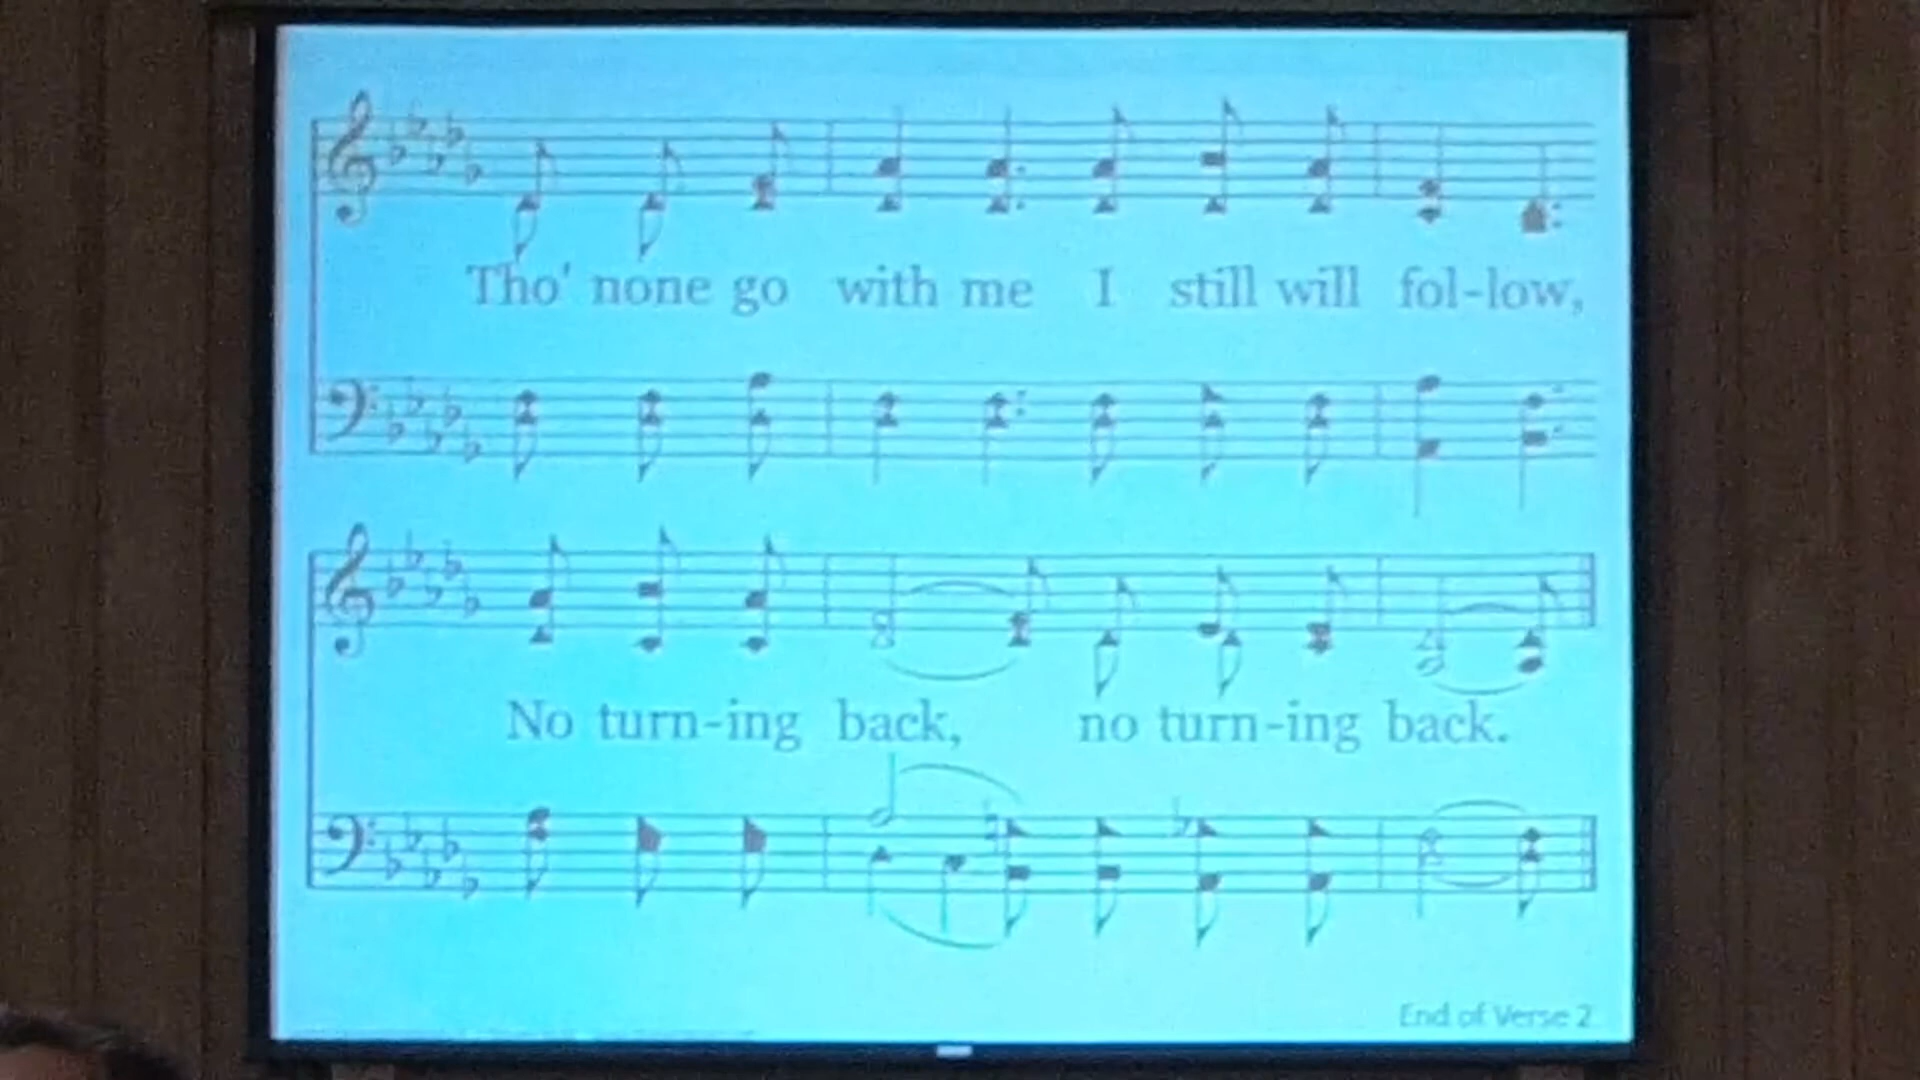 Tho' none go with me I still will fol-low,
No turn-ing back, no turn-ing back.
End of Verse 2